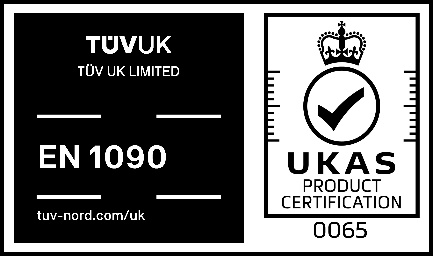 TÜVUK
TÜV UK LIMITED
EN 1090
tuv-nord.com/uk
UKAS
PRODUCT
CERTIFICATION
0065